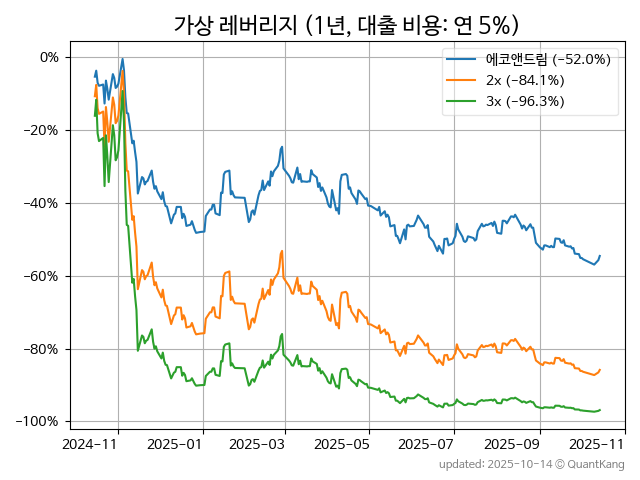 가상 레버리지 (1년, 대출 비용: 연 5%)
0%
−20%
−40%
−60%
−80%
−100%
에코앤드림 (−52.0%)
2x (−84.1%)
3x (−96.3%)
2024-11
2025-01
2025-03
2025-05
2025-07
2025-09
2025-11
updated: 2025-10-14 © QuantKang